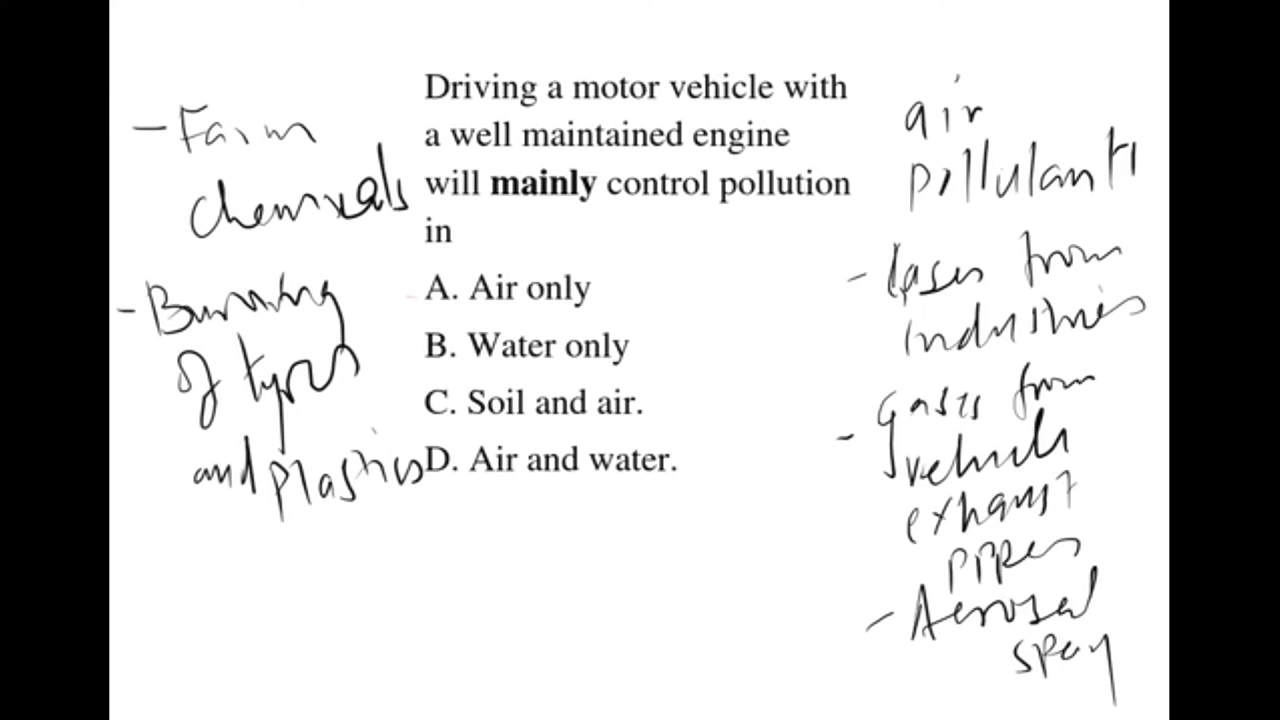 Driving a motor vehicle with
a well maintained engine
will mainly control pollution
in
A. Air only
B. Water only
C. Soil and air.
D. Air and water.
air
pollutants
- Gases from
industries
- gases from
vehicle
exhaust
pipes
- Aerosol
spray
- Farm
chemicals
- Burning
of tyres
and plastics